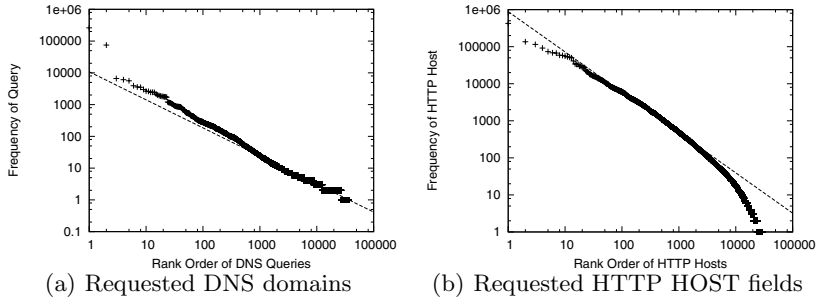 1e+06
100000
10000
1000
100
10
1
0.1
1 10 100 1000 10000 100000
Frequency of Query
Rank Order of DNS Queries
(a) Requested DNS domains
1e+06
100000
10000
1000
100
10
1
1 10 100 1000 10000 100000
Frequency of HTTP Host
Rank Order of HTTP Hosts
(b) Requested HTTP HOST fields